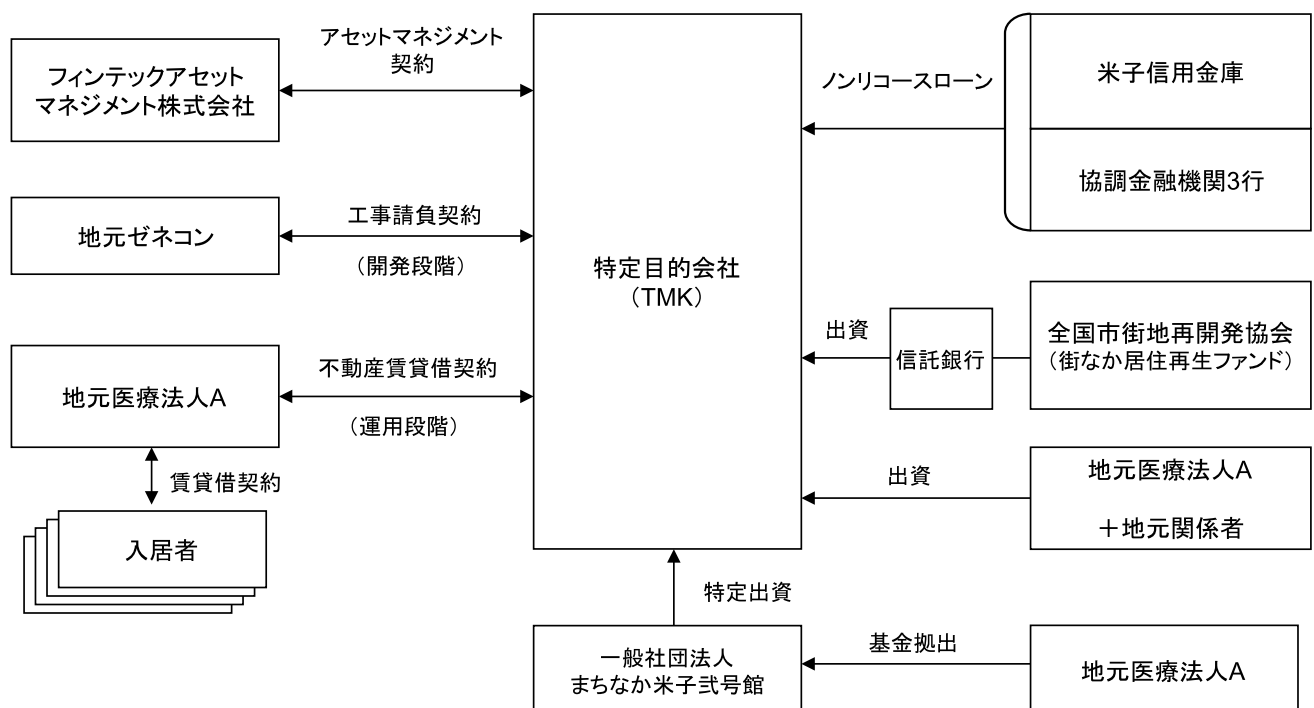 アセットマネジメント
契約
フィンテックアセット
マネジメント株式会社
ノンリコースローン
米子信用金庫
協調金融機関3行
地元ゼネコン
工事請負契約
（開発段階）
特定目的会社
（TMK）
出資
信託銀行
全国市街地再開発協会
（街なか居住再生ファンド）
地元医療法人A
不動産賃貸借契約
（運用段階）
賃貸借契約
入居者
出資
地元医療法人A
＋地元関係者
特定出資
一般社団法人
まちなか米子弐号館
基金拠出
地元医療法人A